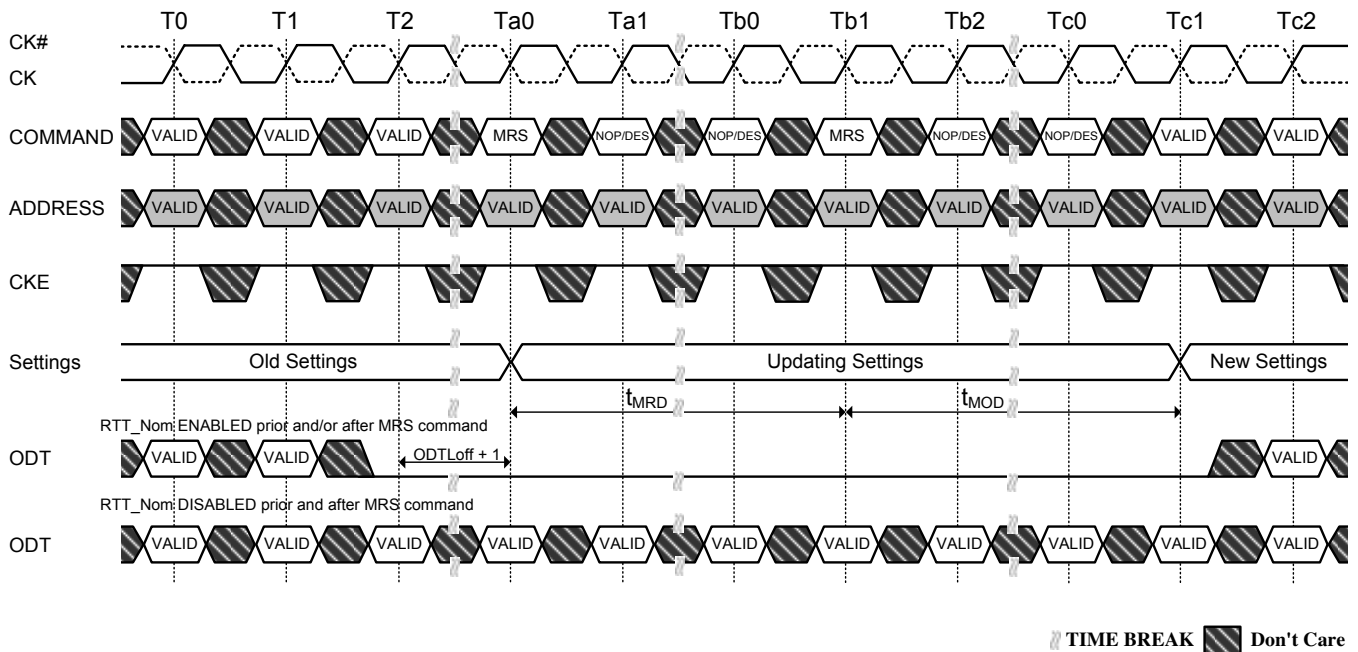 T0 T1 T2 Ta0 Ta1 Tb0 Tb1 Tb2 Tc0 Tc1 Tc2
CK#
CK
COMMAND VALID VALID VALID MRS NOP/DES NOP/DES MRS NOP/DES NOP/DES VALID VALID
ADDRESS VALID VALID VALID VALID VALID VALID VALID VALID VALID VALID VALID
CKE
Settings Old Settings Updating Settings New Settings
tMRD tMOD
RTT_Nom ENABLED prior and/or after MRS command
ODT VALID VALID ODTLoff + 1 VALID
RTT_Nom DISABLED prior and after MRS command
ODT VALID VALID VALID VALID VALID VALID VALID VALID VALID VALID VALID
TIME BREAK Don't Care